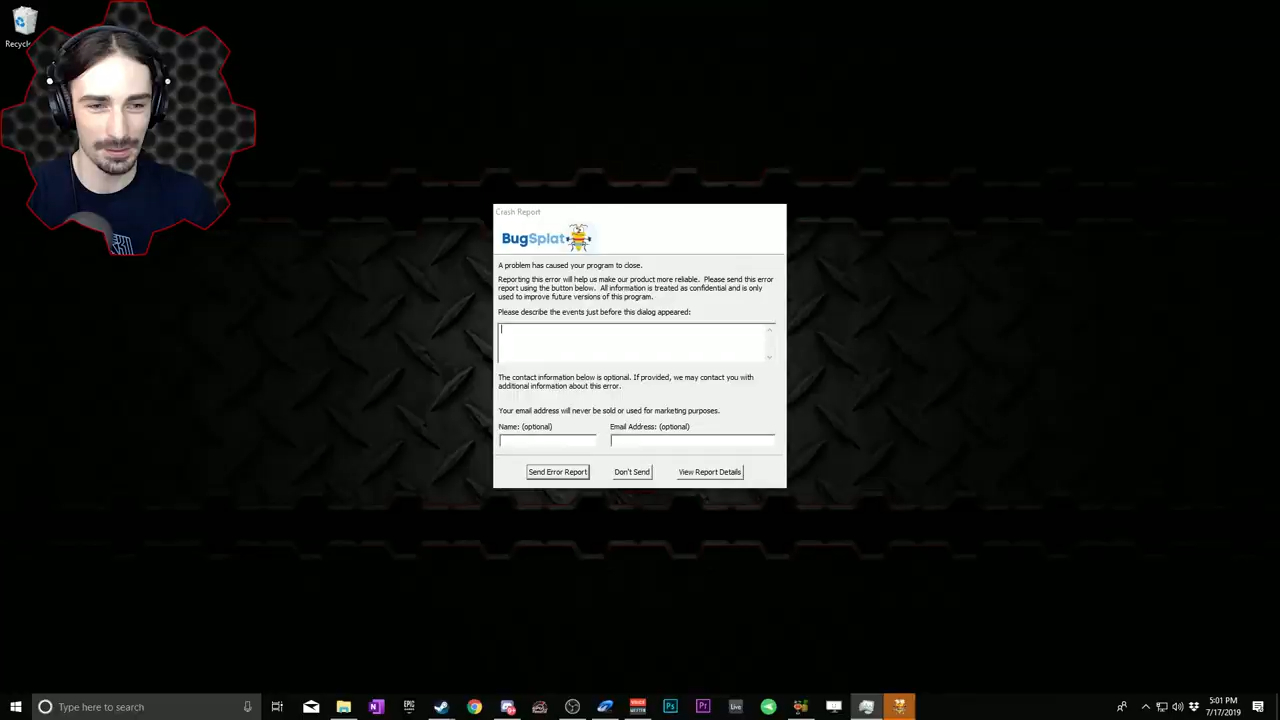 Recycle
Crash Report
BugSplat
A problem has caused your program to close.
Reporting this error will help us make our product more reliable. Please send this error
report using the button below. All information is treated as confidential and is only
used to improve future versions of this program.
Please describe the events just before this dialog appeared:
The contact information below is optional. If provided, we may contact you with
additional information about this error.
Your email address will never be sold or used for marketing purposes.
Name: (optional) Email Address: (optional)
Send Error Report Don't Send View Report Details
Type here to search
EPIC
Ps
Pr
Live
5:01 PM
7/17/2019